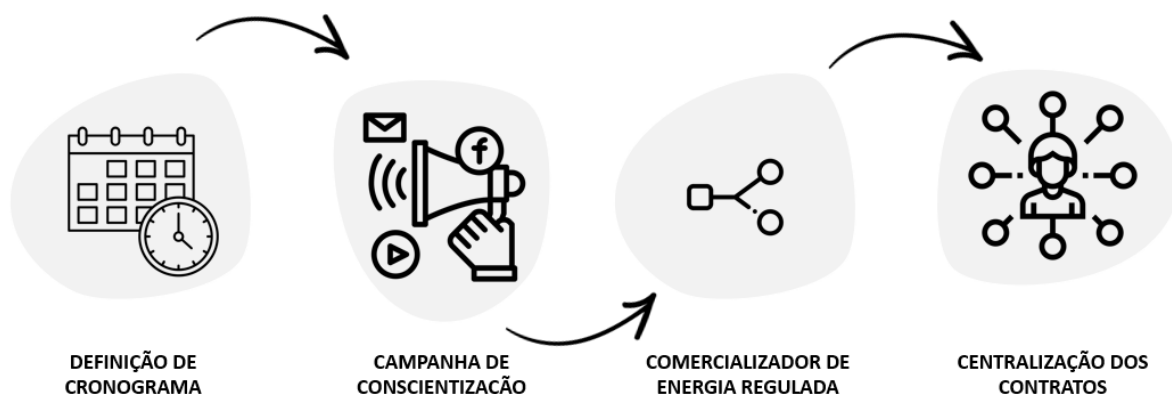 DEFINIÇÃO DE
CRONOGRAMA
CAMPANHA DE
CONSCIENTIZAÇÃO
COMERCIALIZADOR DE
ENERGIA REGULADA
CENTRALIZAÇÃO DOS
CONTRATOS